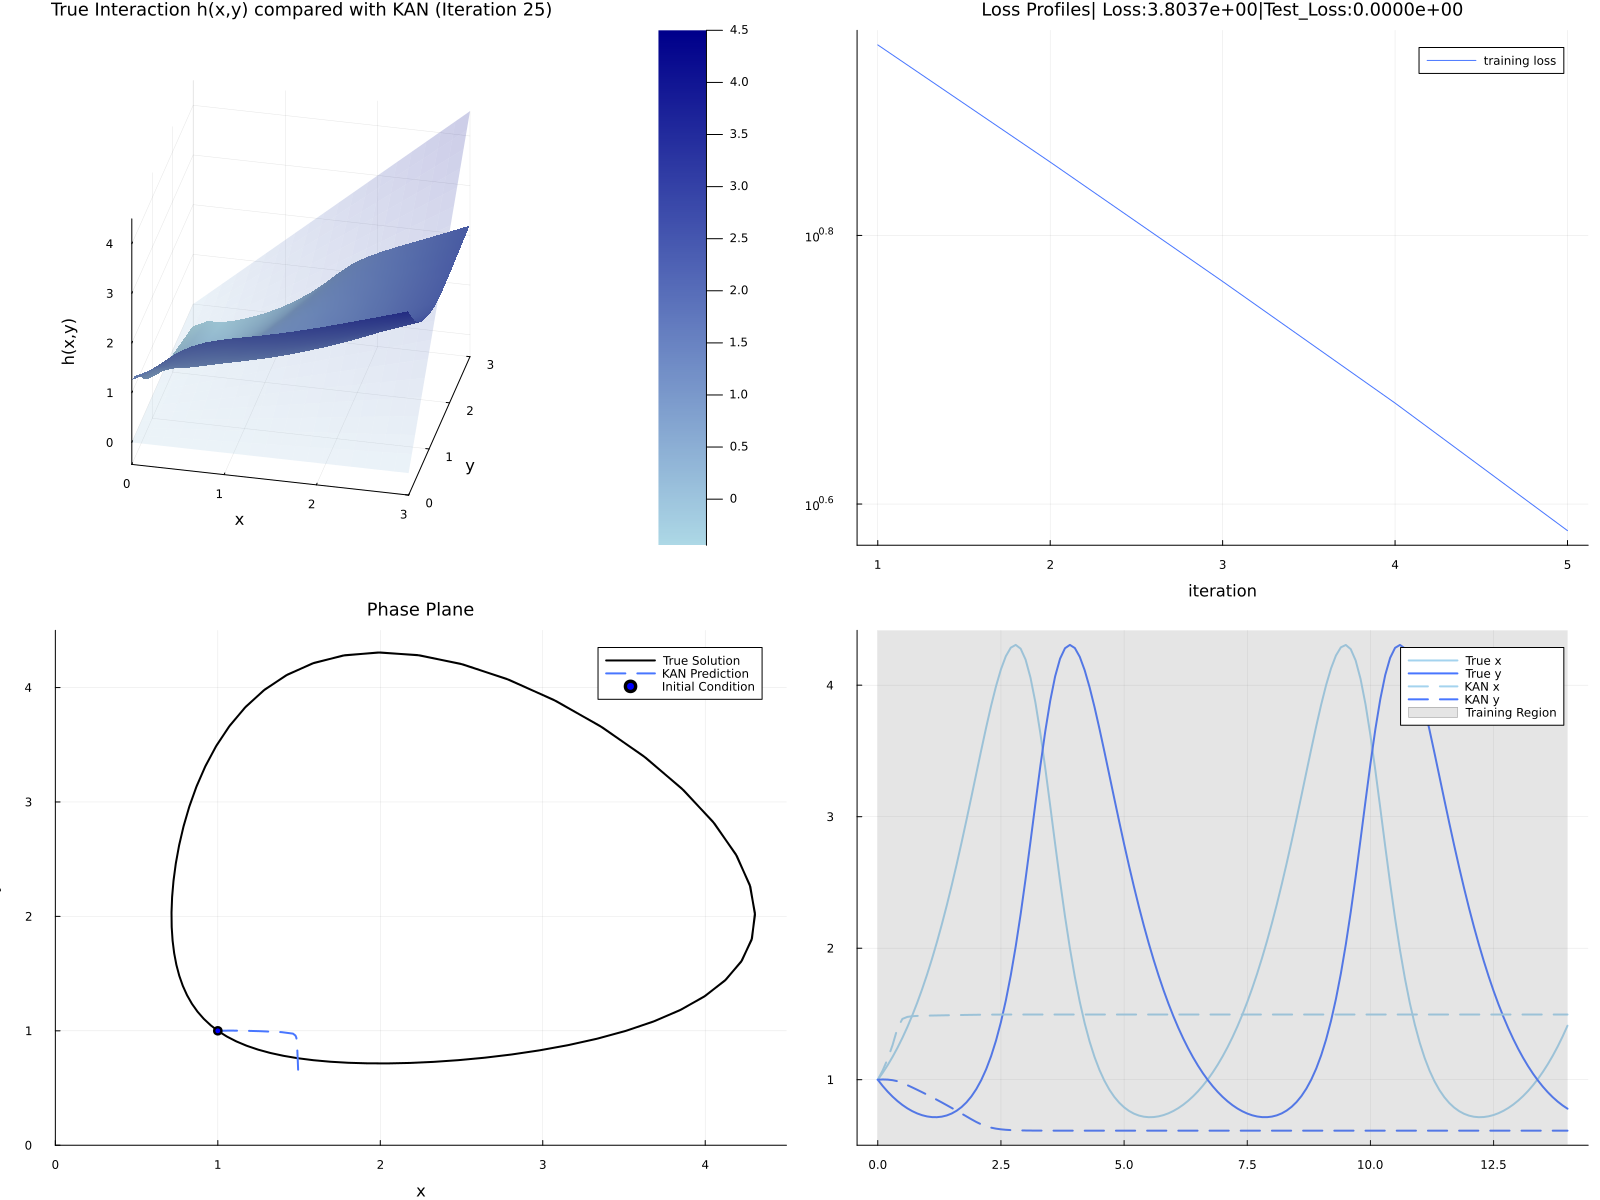 True Interaction h(x,y) compared with KAN (Iteration 25)
4.5
4.0
3.5
3.0
2.5
2.0
1.5
1.0
0.5
0
h(x,y)
4
3
2
1
0
0
1
2
3
x
0
1
2
3
y
Loss Profiles| Loss:3.8037e+00|Test_Loss:0.0000e+00
training loss
10^0.8
10^0.6
1
2
3
4
5
iteration
Phase Plane
True Solution
KAN Prediction
Initial Condition
4
3
2
1
0
0
1
2
3
4
x
True x
True y
KAN x
KAN y
Training Region
4
3
2
1
0.0
2.5
5.0
7.5
10.0
12.5